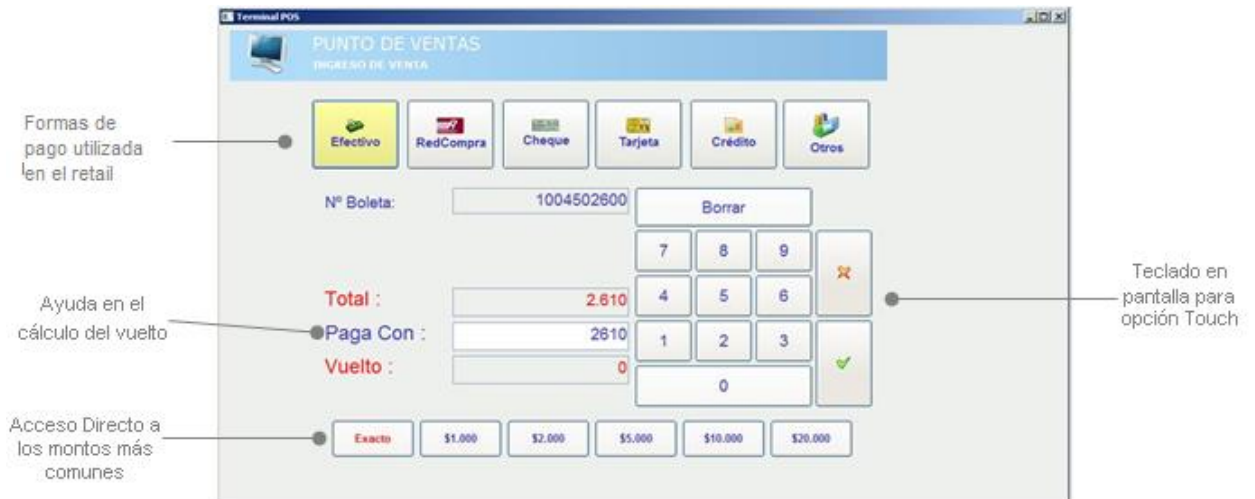 Terminal POS
PUNTO DE VENTAS
INGRESO DE VENTA
Formas de
pago utilizada
en el retail
Efectivo
RedCompra
Cheque
Tarjeta
Crédito
Otros
Nº Boleta:
1004502600
Borrar
7
8
9
Total :
2.610
4
5
6
Ayuda en el
cálculo del vuelto
Paga Con :
2610
1
2
3
Vuelto :
0
0
Teclado en
pantalla para
opción Touch
Acceso Directo a
los montos más
comunes
Exacto
$1.000
$2.000
$5.000
$10.000
$20.000